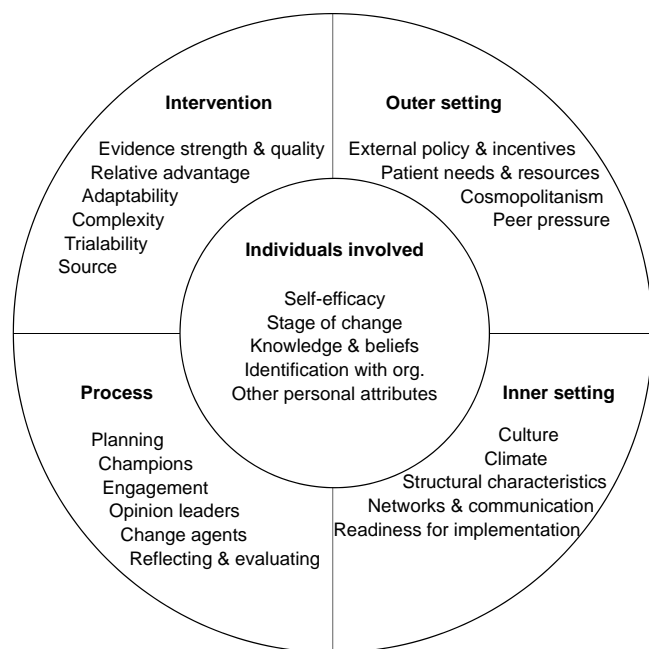 Intervention
Evidence strength & quality
Relative advantage
Adaptability
Complexity
Trialability
Source
Outer setting
External policy & incentives
Patient needs & resources
Cosmopolitanism
Peer pressure
Individuals involved
Self-efficacy
Stage of change
Knowledge & beliefs
Identification with org.
Other personal attributes
Process
Planning
Champions
Engagement
Opinion leaders
Change agents
Reflecting & evaluating
Inner setting
Culture
Climate
Structural characteristics
Networks & communication
Readiness for implementation